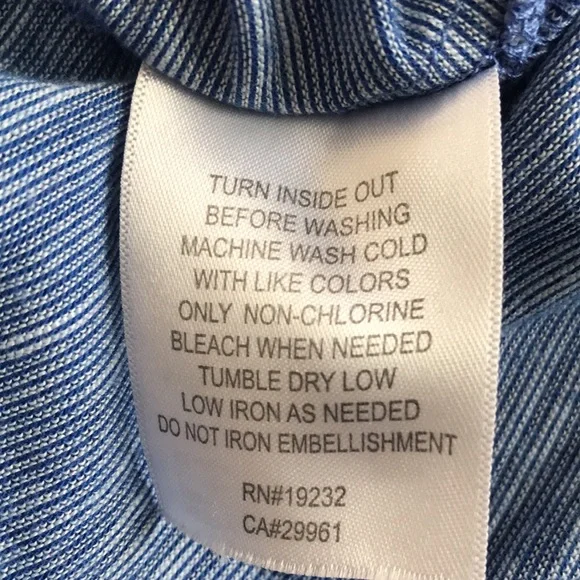 TURN INSIDE OUT
BEFORE WASHING
MACHINE WASH COLD
WITH LIKE COLORS
ONLY NON-CHLORINE
BLEACH WHEN NEEDED
TUMBLE DRY LOW
LOW IRON AS NEEDED
DO NOT IRON EMBELLISHMENT
RN#19232
CA#29961